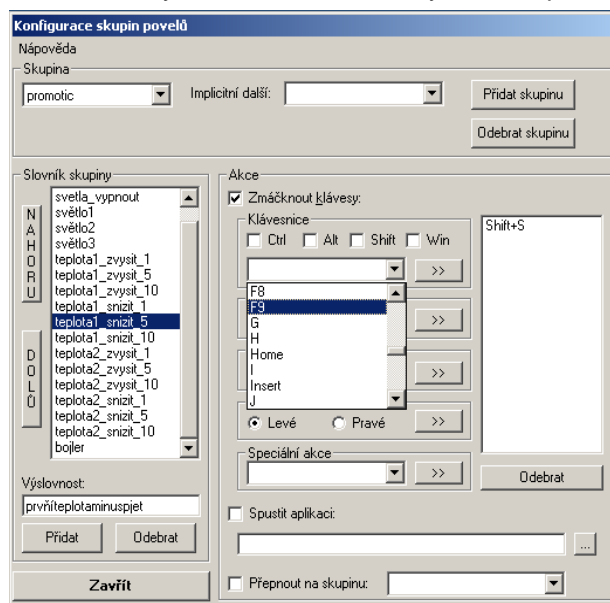 Konfigurace skupin povelů
Nápověda
Skupina
promotic
Implicitní další:
Přidat skupinu
Odebrat skupinu
Slovník skupiny
NAHORU
DOLŮ
svetla_vypnout
světlo1
světlo2
světlo3
teplota1_zvysit_1
teplota1_zvysit_5
teplota1_zvysit_10
teplota1_snizit_1
teplota1_snizit_5
teplota1_snizit_10
teplota2_zvysit_1
teplota2_zvysit_5
teplota2_zvysit_10
teplota2_snizit_1
teplota2_snizit_5
teplota2_snizit_10
bojler
Výslovnost:
prvňíteplotaminuspjet
Přidat
Odebrat
Zavřít
Akce
Zmáčknout klávesy:
Klávesnice
Ctrl Alt Shift Win
>>
F8
F9
G
H
Home
I
Insert
J
>>
>>
Levé Pravé >>
Speciální akce
>>
Shift+S
Odebrat
Spustit aplikaci:
...
Přepnout na skupinu: